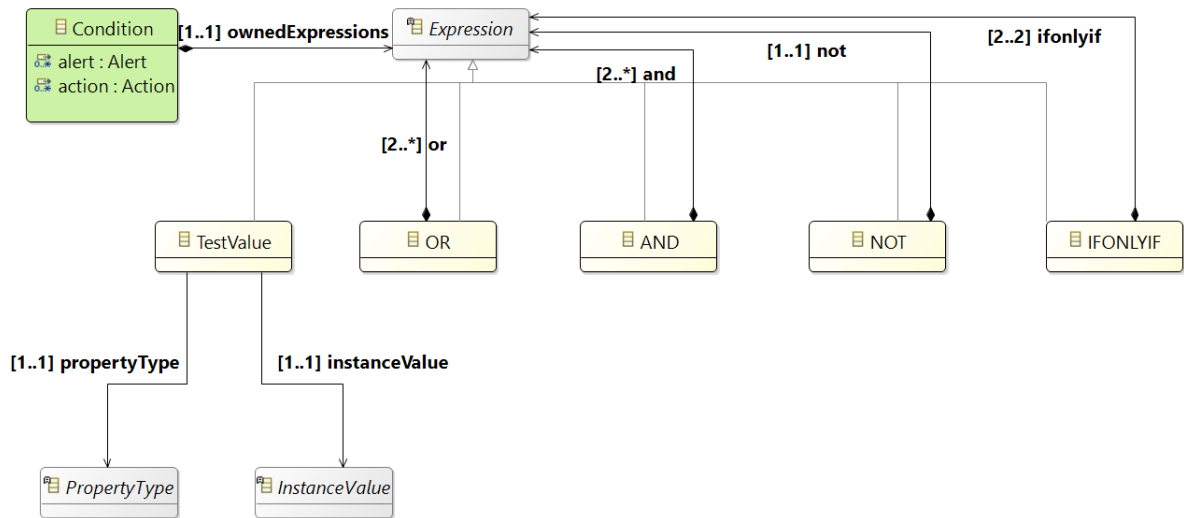 Condition
alert : Alert
action : Action
[1..1] ownedExpressions
Expression
[2..2] ifonlyif
[1..1] not
[2..*] and
[2..*] or
TestValue
OR
AND
NOT
IFONLYIF
[1..1] propertyType
[1..1] instanceValue
PropertyType
InstanceValue